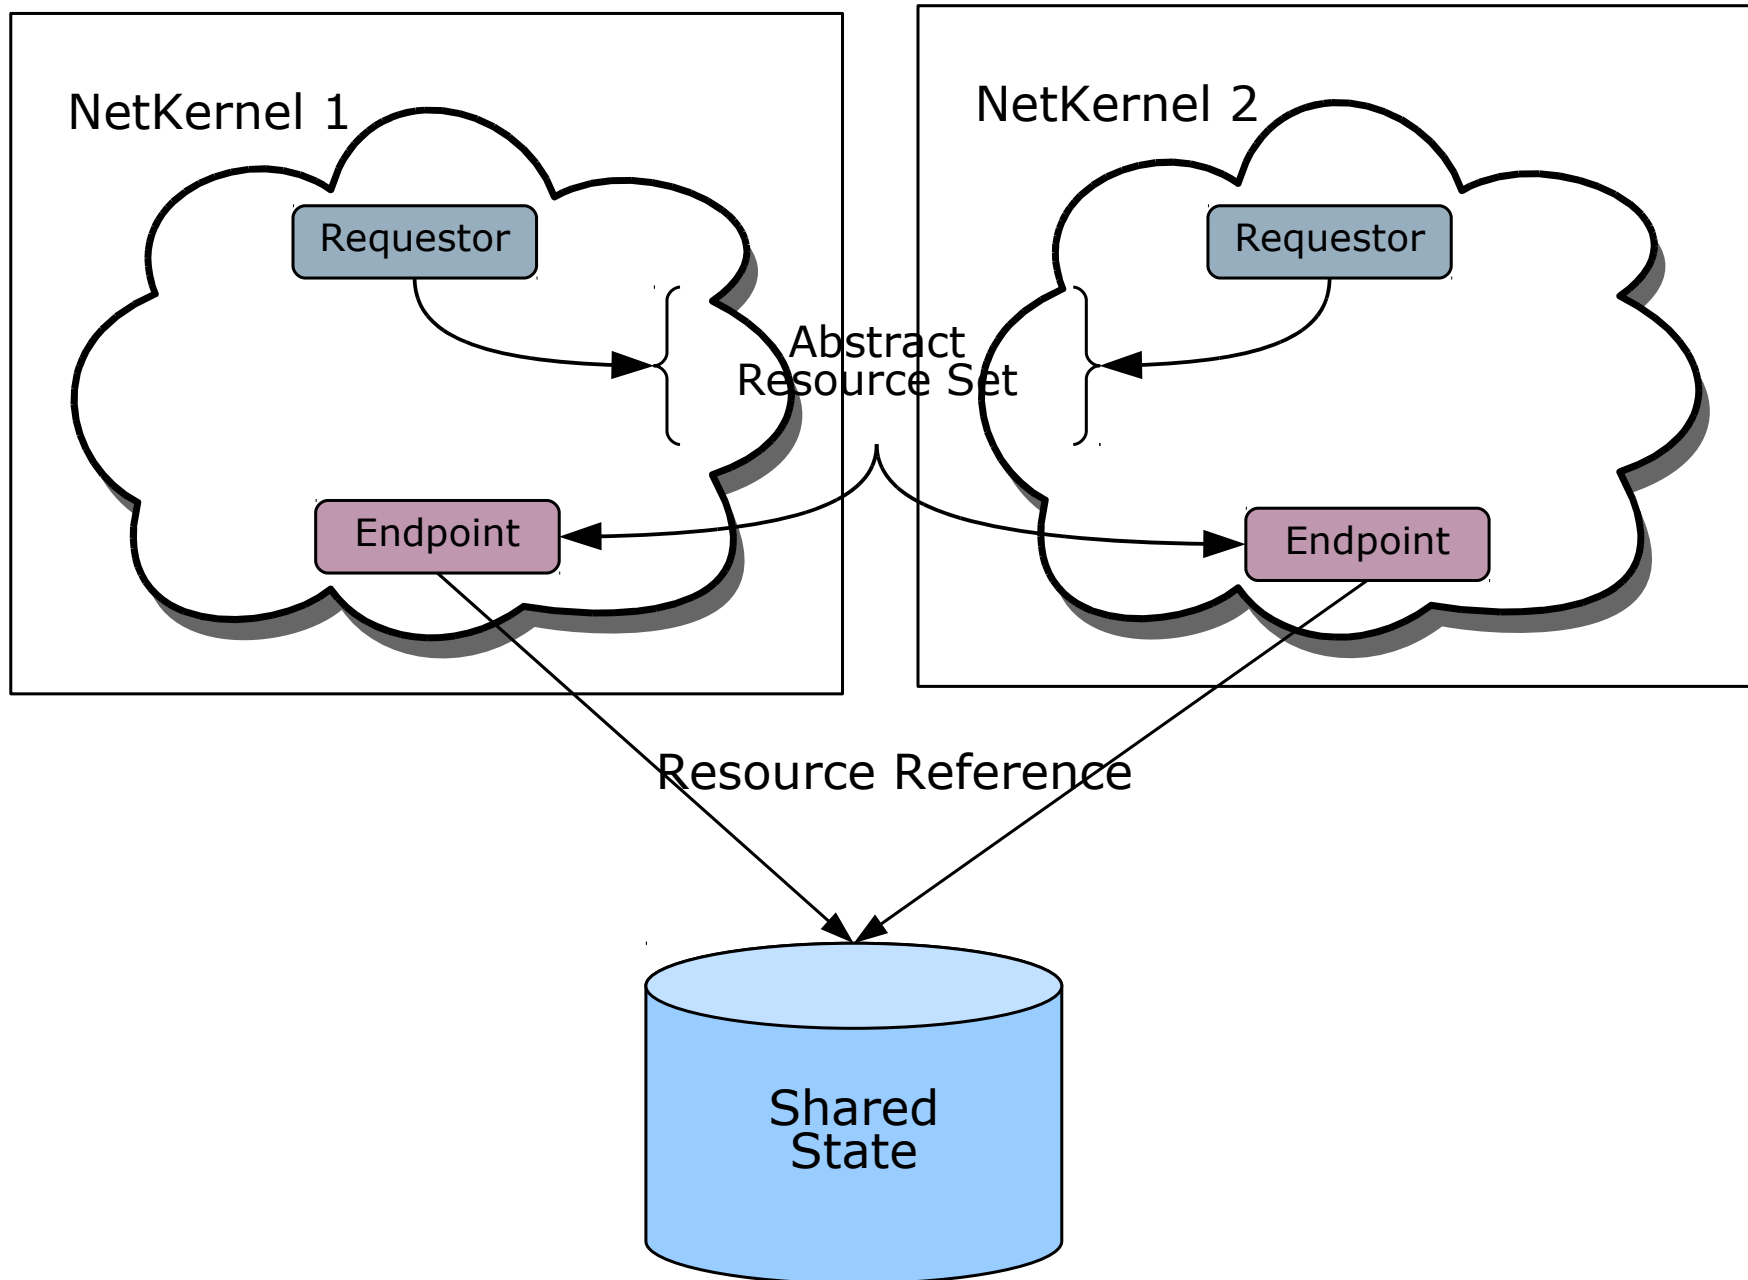 NetKernel 1
NetKernel 2
Requestor
Requestor
Abstract
Resource Set
Endpoint
Endpoint
Resource Reference
Shared
State